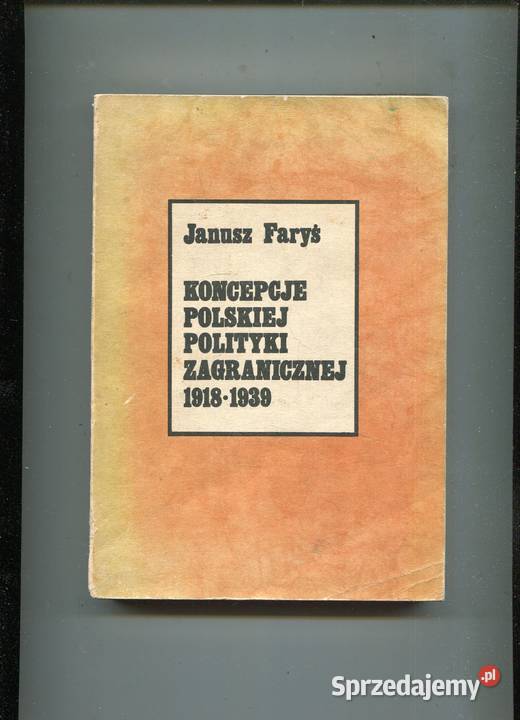 Janusz Faryś
KONCEPCJE
POLSKIEJ
POLITYKI
ZAGRANICZNEJ
1918·1939
Sprzedajemy.pl